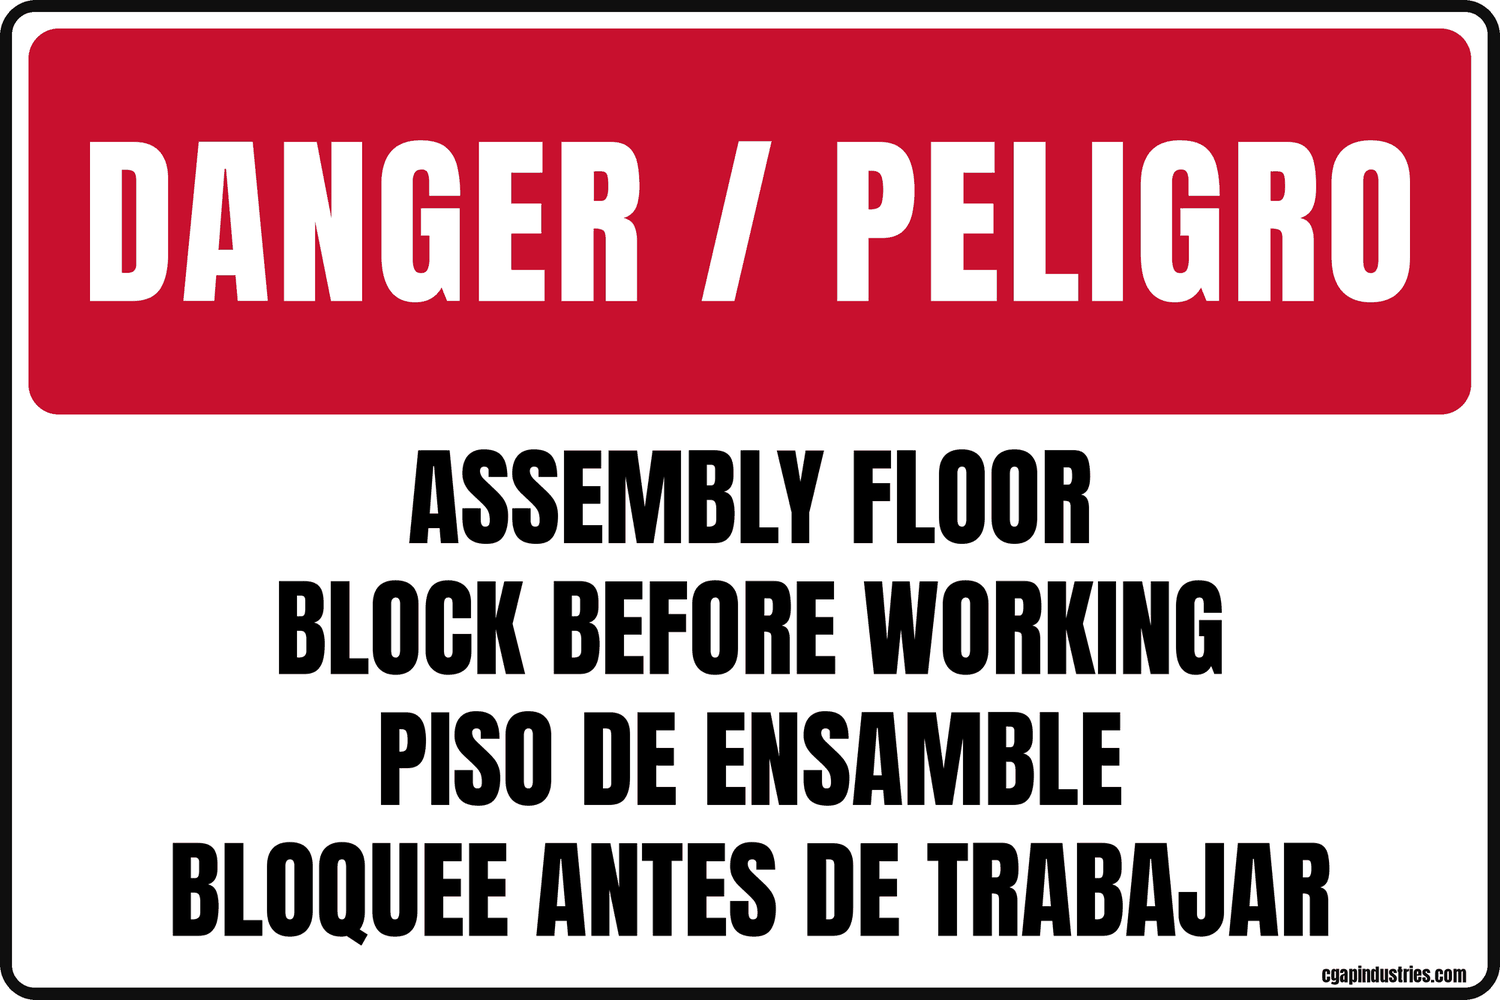 DANGER / PELIGRO
ASSEMBLY FLOOR
BLOCK BEFORE WORKING
PISO DE ENSAMBLE
BLOQUEE ANTES DE TRABAJAR
cgapindustries.com